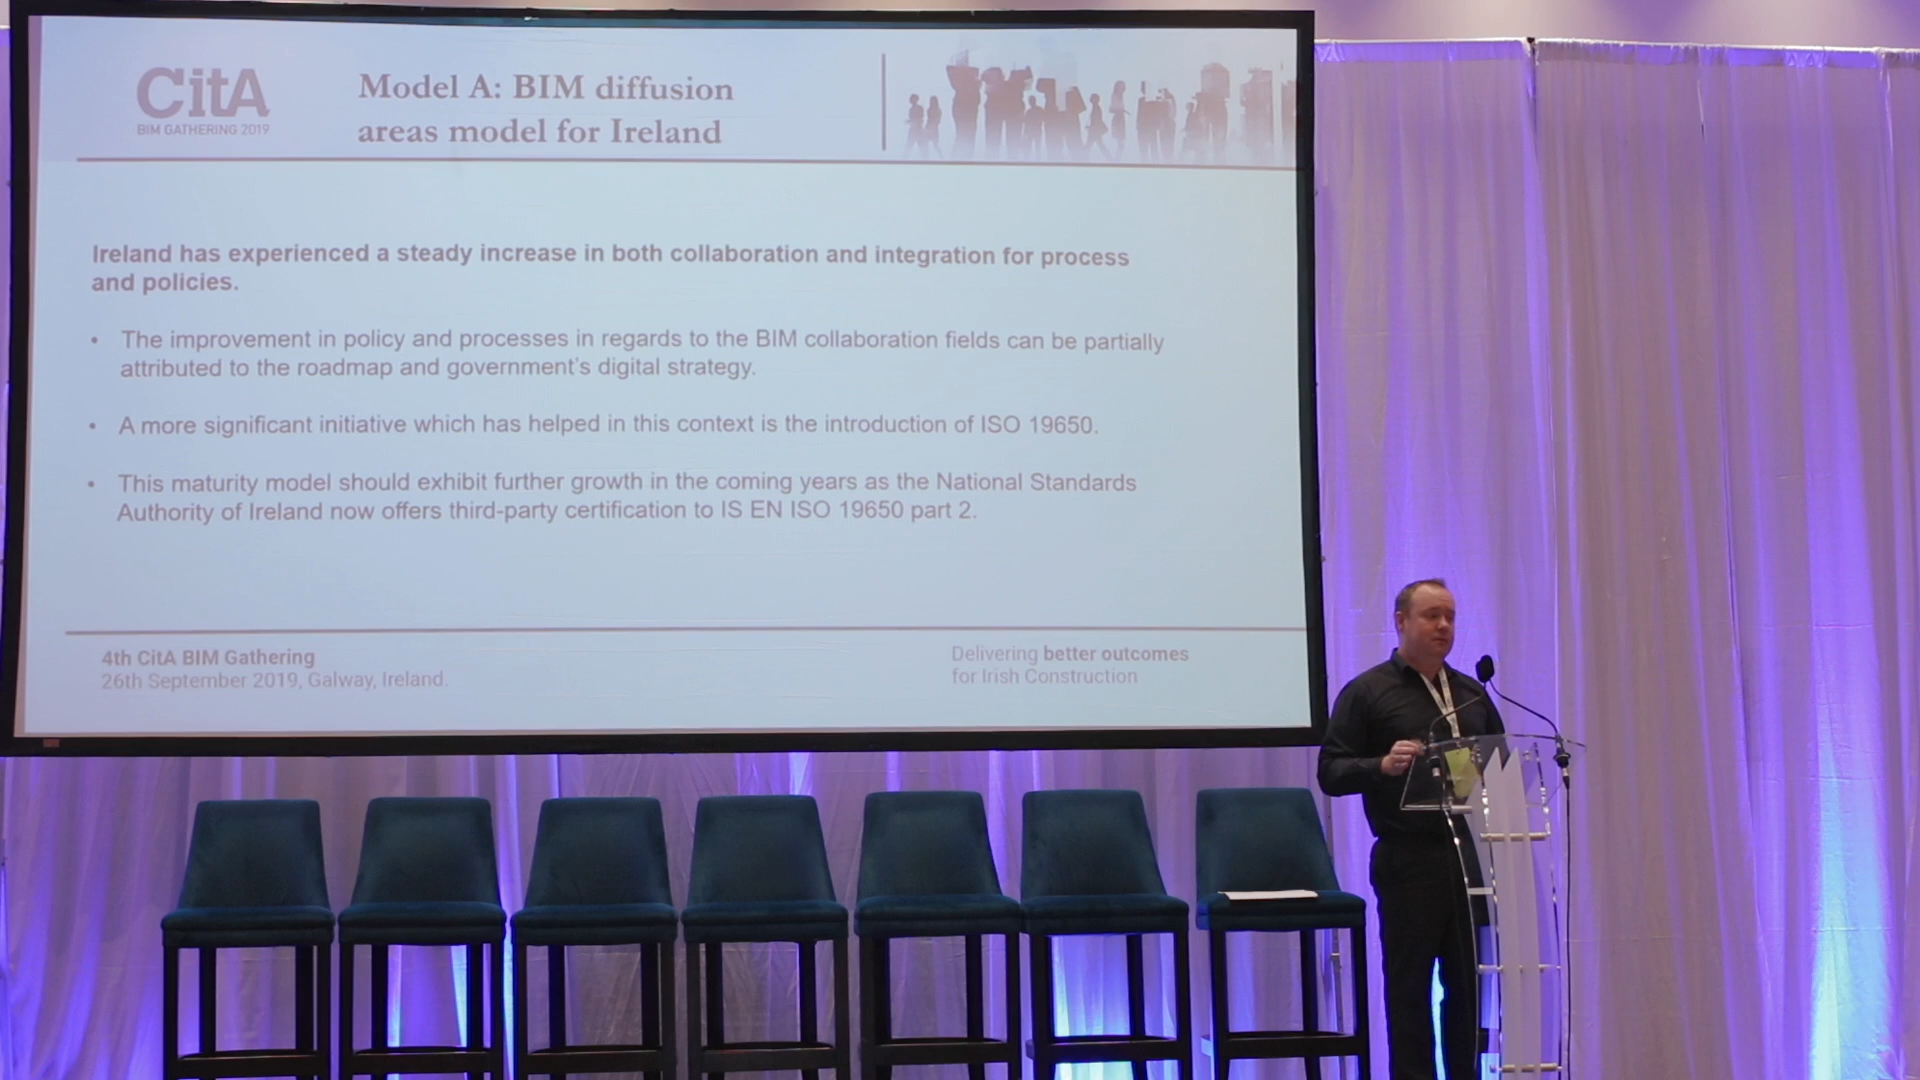 CitA
BIM GATHERING 2019
Model A: BIM diffusion
areas model for Ireland
Ireland has experienced a steady increase in both collaboration and integration for process
and policies.
• The improvement in policy and processes in regards to the BIM collaboration fields can be partially
attributed to the roadmap and government's digital strategy.
• A more significant initiative which has helped in this context is the introduction of ISO 19650.
• This maturity model should exhibit further growth in the coming years as the National Standards
Authority of Ireland now offers third-party certification to IS EN ISO 19650 part 2.
4th CitA BIM Gathering
26th September 2019, Galway, Ireland.
Delivering better outcomes
for Irish Construction